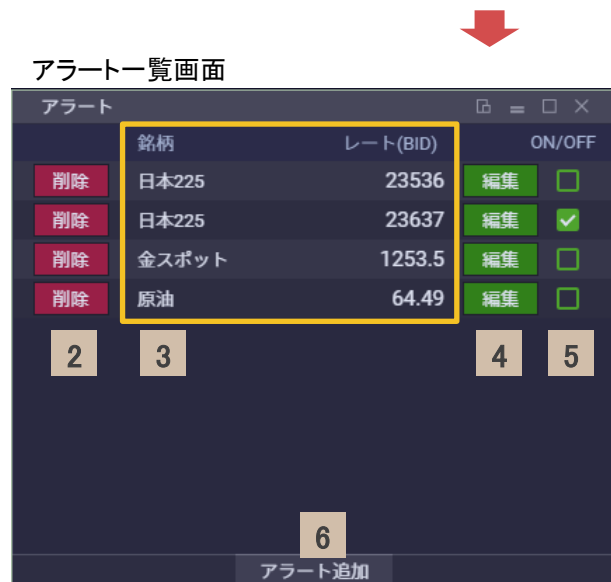 アラート一覧画面
アラート
銘柄 レート(BID) ON/OFF
削除 日本225 23536 編集
削除 日本225 23637 編集
削除 金スポット 1253.5 編集
削除 原油 64.49 編集
2 3 4 5
6
アラート追加